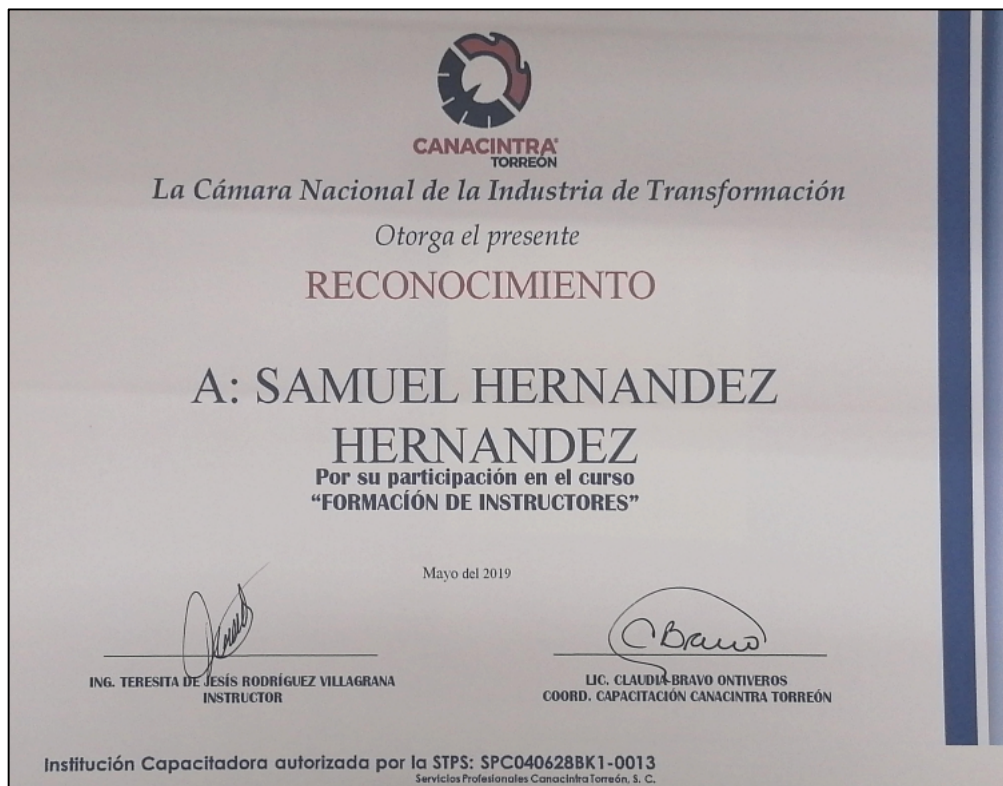 CANACINTRA®
TORREÓN
La Cámara Nacional de la Industria de Transformación
Otorga el presente
RECONOCIMIENTO
A: SAMUEL HERNANDEZ
HERNANDEZ
Por su participación en el curso
“FORMACÍÓN DE INSTRUCTORES”
Mayo del 2019
C Bravo
ING. TERESITA DE JESÍS RODRÍGUEZ VILLAGRANA
INSTRUCTOR
LIC. CLAUDIA BRAVO ONTIVEROS
COORD. CAPACITACIÓN CANACINTRA TORREÓN
Institución Capacitadora autorizada por la STPS: SPC040628BK1-0013
Servicios Profesionales Canacintra Torreón, S. C.